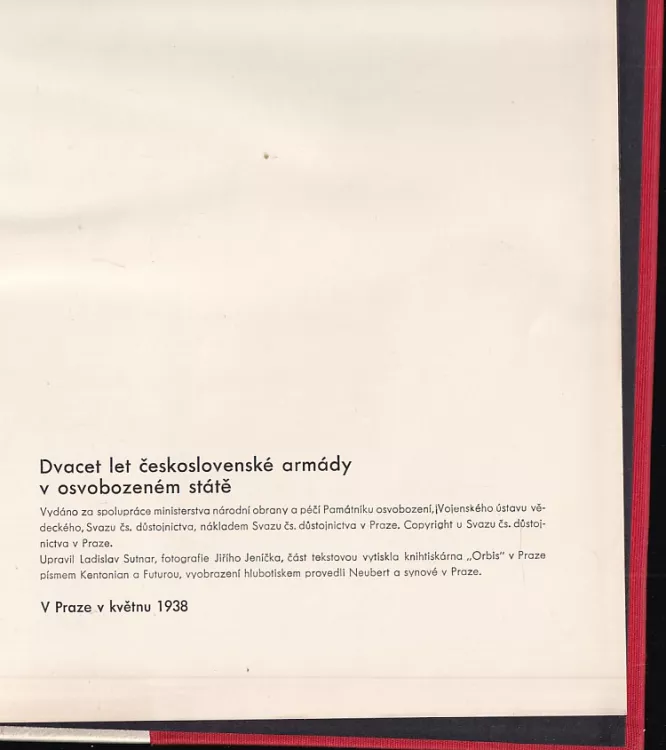 Dvacet let československé armády
v osvobozeném státě
Vydáno za spolupráce ministerstva národní obrany a péčí Památníku osvobození, Vojenského ústavu vě-
deckého, Svazu čs. důstojnictva, nákladem Svazu čs. důstojnictva v Praze. Copyright u Svazu čs. důstoj-
nictva v Praze.
Upravil Ladislav Sutnar, fotografie Jiřího Jeníčka, část textovou vytiskla knihtiskárna „Orbis" v Praze
písmem Kentonian a Futurou, vyobrazení hlubotiskem provedli Neubert a synové v Praze.
V Praze v květnu 1938